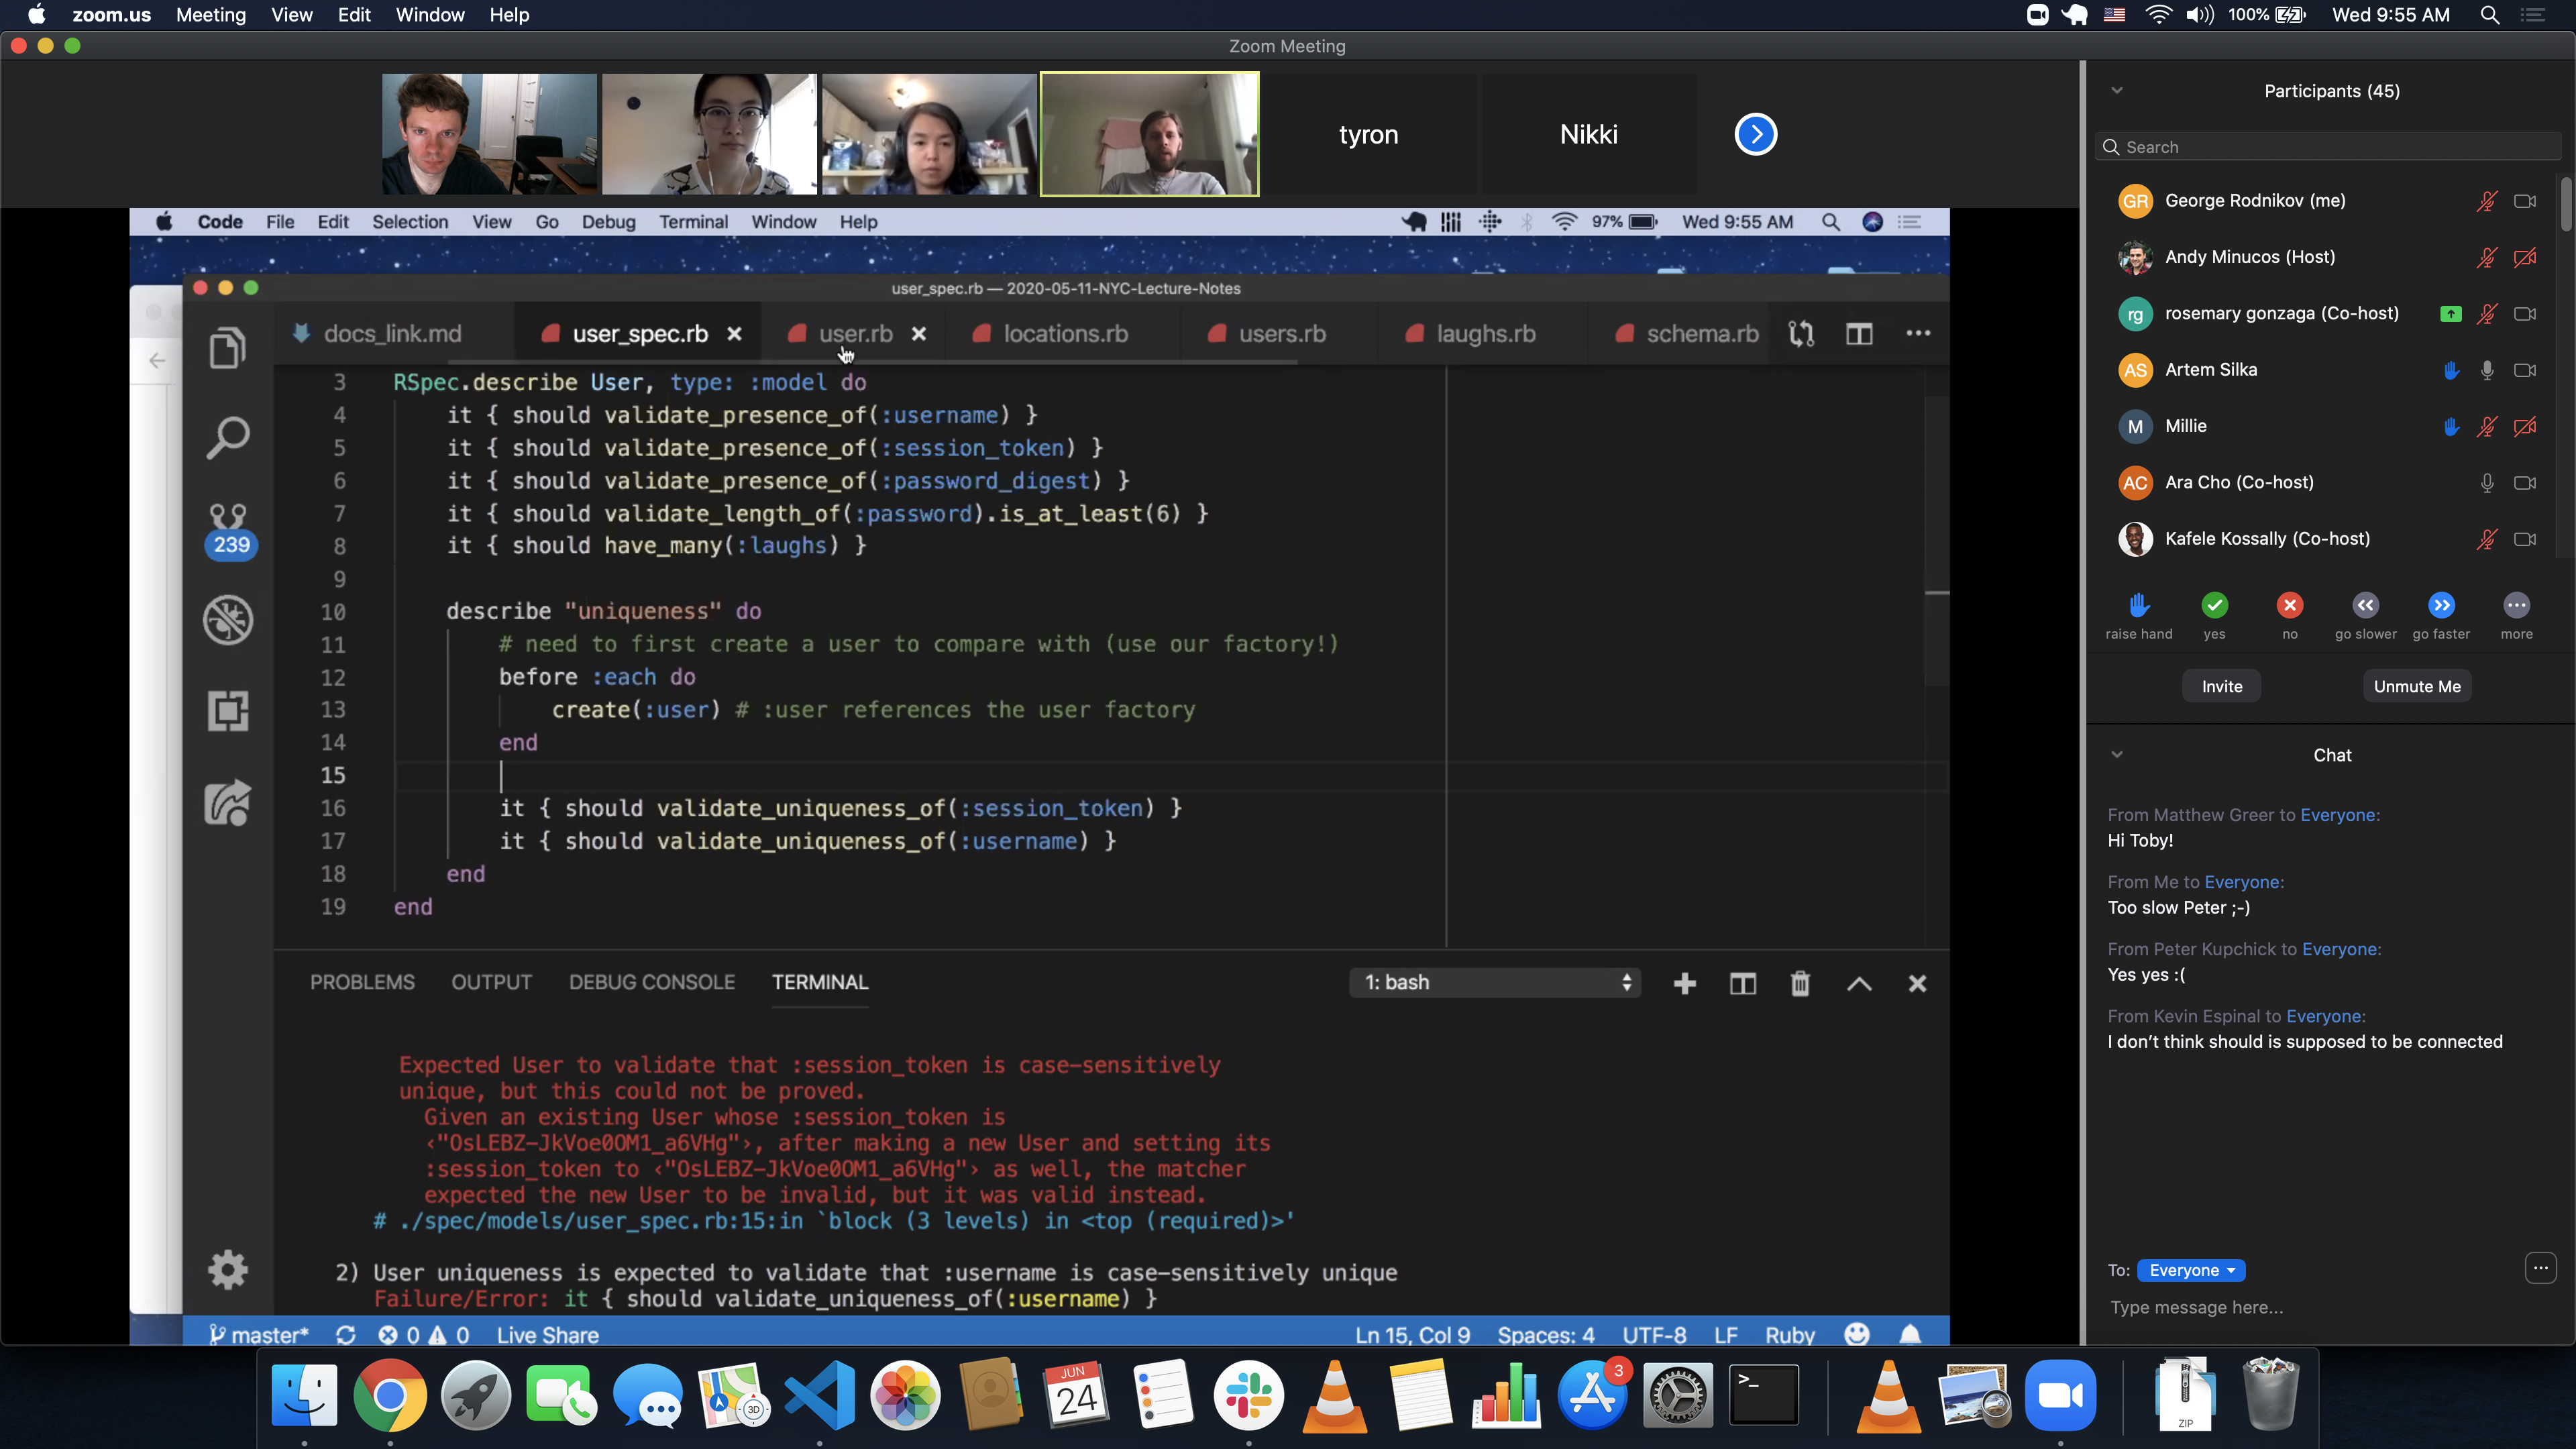 zoom.us Meeting View Edit Window Help 100% Wed 9:55 AM
Zoom Meeting
tyron Nikki
Code File Edit Selection View Go Debug Terminal Window Help 97% Wed 9:55 AM
user_spec.rb — 2020-05-11-NYC-Lecture-Notes
docs_link.md user_spec.rb user.rb locations.rb users.rb laughs.rb schema.rb
239
3 RSpec.describe User, type: :model do
4 it { should validate_presence_of(:username) }
5 it { should validate_presence_of(:session_token) }
6 it { should validate_presence_of(:password_digest) }
7 it { should validate_length_of(:password).is_at_least(6) }
8 it { should have_many(:laughs) }
9
10 describe "uniqueness" do
11 # need to first create a user to compare with (use our factory!)
12 before :each do
13 create(:user) # :user references the user factory
14 end
15
16 it { should validate_uniqueness_of(:session_token) }
17 it { should validate_uniqueness_of(:username) }
18 end
19 end
PROBLEMS OUTPUT DEBUG CONSOLE TERMINAL 1: bash
Expected User to validate that :session_token is case-sensitively
unique, but this could not be proved.
Given an existing User whose :session_token is
‹"OsLEBZ-JkVoe0OM1_a6VHg"›, after making a new User and setting its
:session_token to ‹"OsLEBZ-JkVoe0OM1_a6VHg"› as well, the matcher
expected the new User to be invalid, but it was valid instead.
# ./spec/models/user_spec.rb:15:in `block (3 levels) in <top (required)>'
2) User uniqueness is expected to validate that :username is case-sensitively unique
Failure/Error: it { should validate_uniqueness_of(:username) }
master* 0 0 Live Share Ln 15, Col 9 Spaces: 4 UTF-8 LF Ruby
Participants (45)
Search
GR George Rodnikov (me)
Andy Minucos (Host)
rg rosemary gonzaga (Co-host)
AS Artem Silka
M Millie
AC Ara Cho (Co-host)
Kafele Kossally (Co-host)
raise hand yes no go slower go faster more
Invite Unmute Me
Chat
From Matthew Greer to Everyone:
Hi Toby!
From Me to Everyone:
Too slow Peter ;-)
From Peter Kupchick to Everyone:
Yes yes :(
From Kevin Espinal to Everyone:
I don't think should is supposed to be connected
To: Everyone
Type message here...
3D JUN 24 3 >_ ZIP